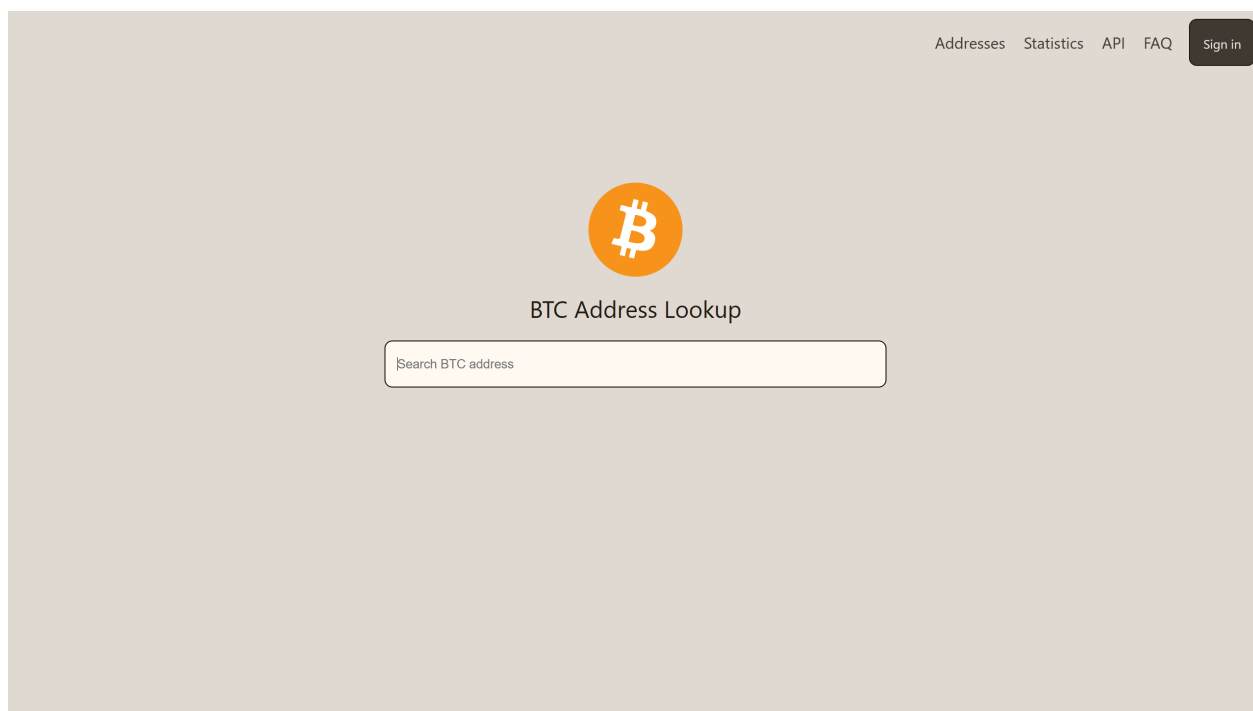 Addresses Statistics API FAQ Sign in
BTC Address Lookup
Search BTC address